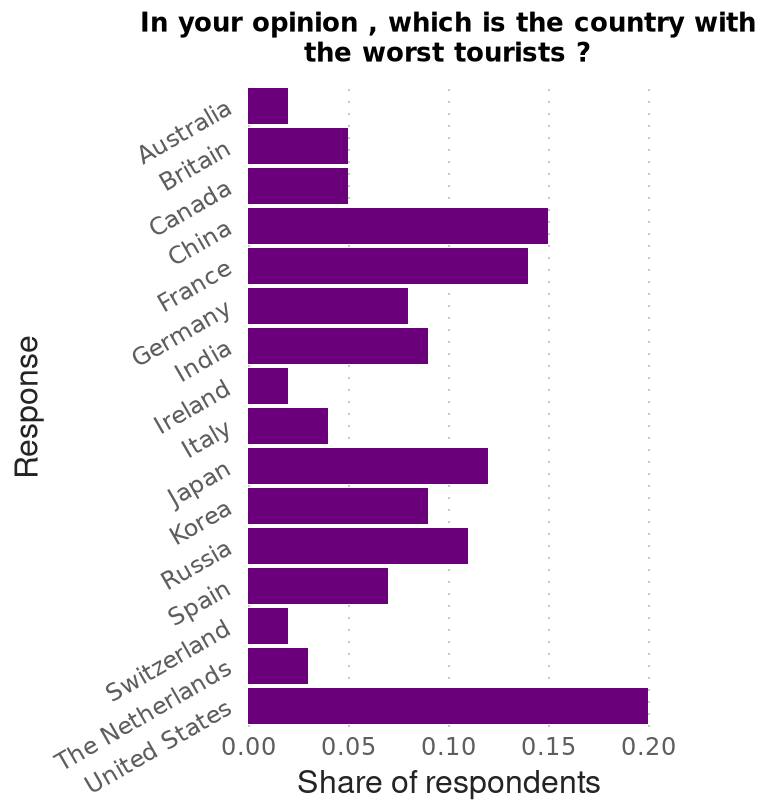 In your opinion , which is the country with
the worst tourists ?
Response
Australia
Britain
Canada
China
France
Germany
India
Ireland
Italy
Japan
Korea
Russia
Spain
Switzerland
The Netherlands
United States
0.00 0.05 0.10 0.15 0.20
Share of respondents